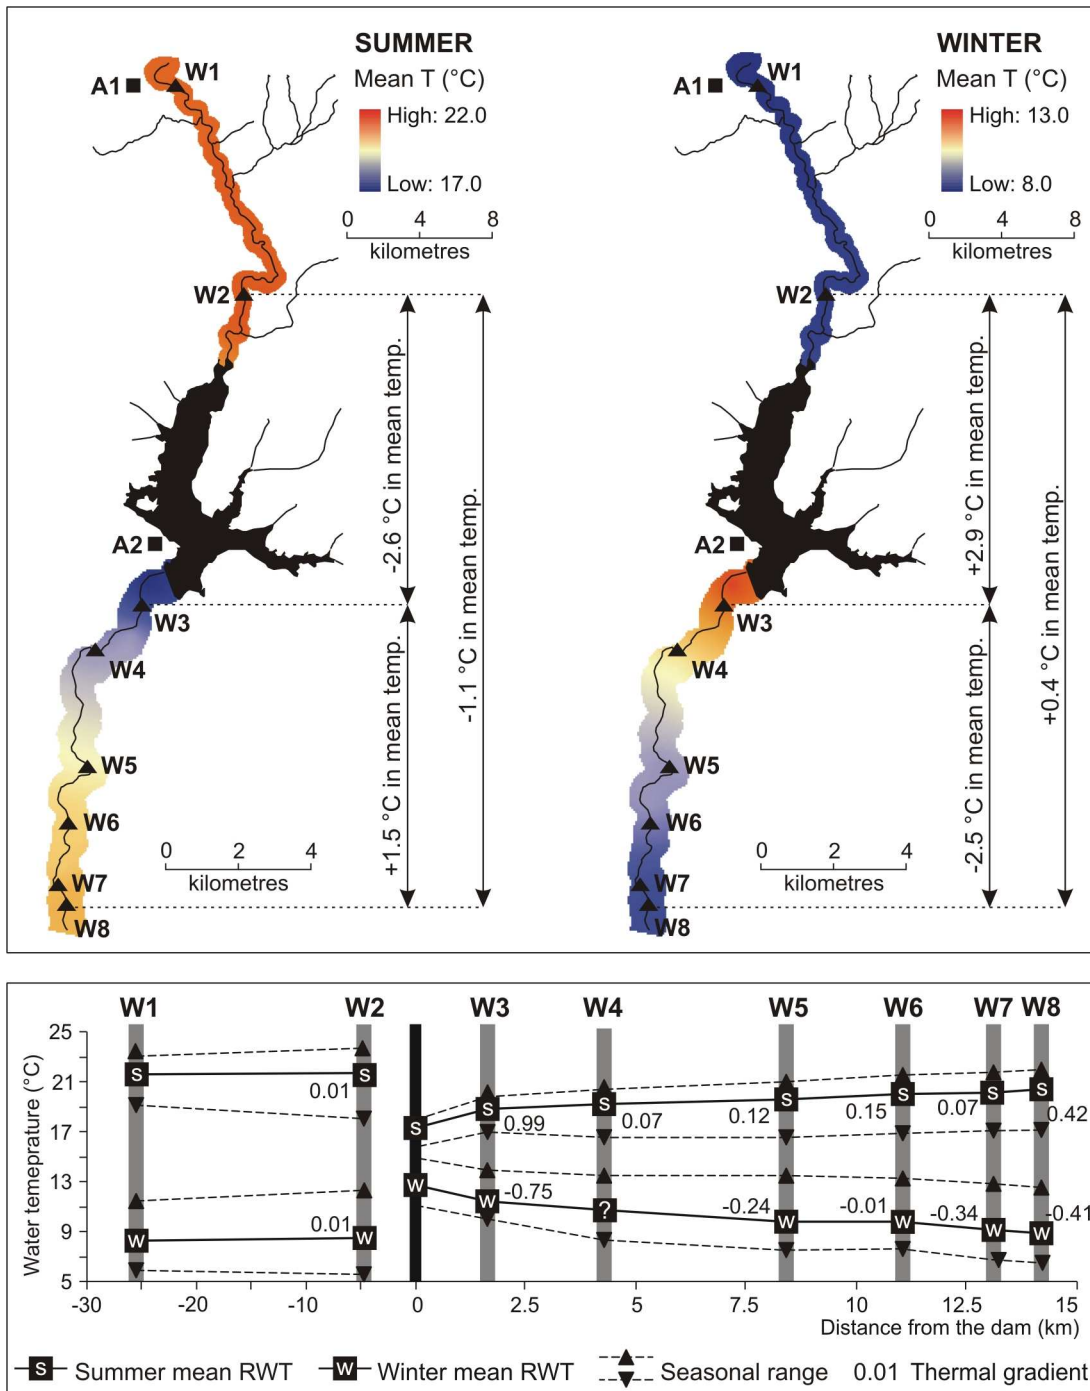 SUMMER
Mean T (°C)
High: 22.0
Low: 17.0
0 4 8
kilometres
A1
W1
W2
-2.6 °C in mean temp.
-1.1 °C in mean temp.
A2
W3
W4
+1.5 °C in mean temp.
W5
W6
0 2 4
kilometres
W7
W8
WINTER
Mean T (°C)
High: 13.0
Low: 8.0
0 4 8
kilometres
A1
W1
W2
+2.9 °C in mean temp.
+0.4 °C in mean temp.
A2
W3
W4
-2.5 °C in mean temp.
W5
W6
0 2 4
kilometres
W7
W8
W1 W2 W3 W4 W5 W6 W7 W8
Water temeprature (°C)
25
21
17
13
9
5
S S S S S S S S S
0.01 0.99 0.07 0.12 0.15 0.07 0.42
W W W W ? W W W W
0.01 -0.75 -0.24 -0.01 -0.34 -0.41
-30 -20 -10 0 2.5 5 7.5 10 12.5 15
Distance from the dam (km)
S Summer mean RWT W Winter mean RWT Seasonal range 0.01 Thermal gradient